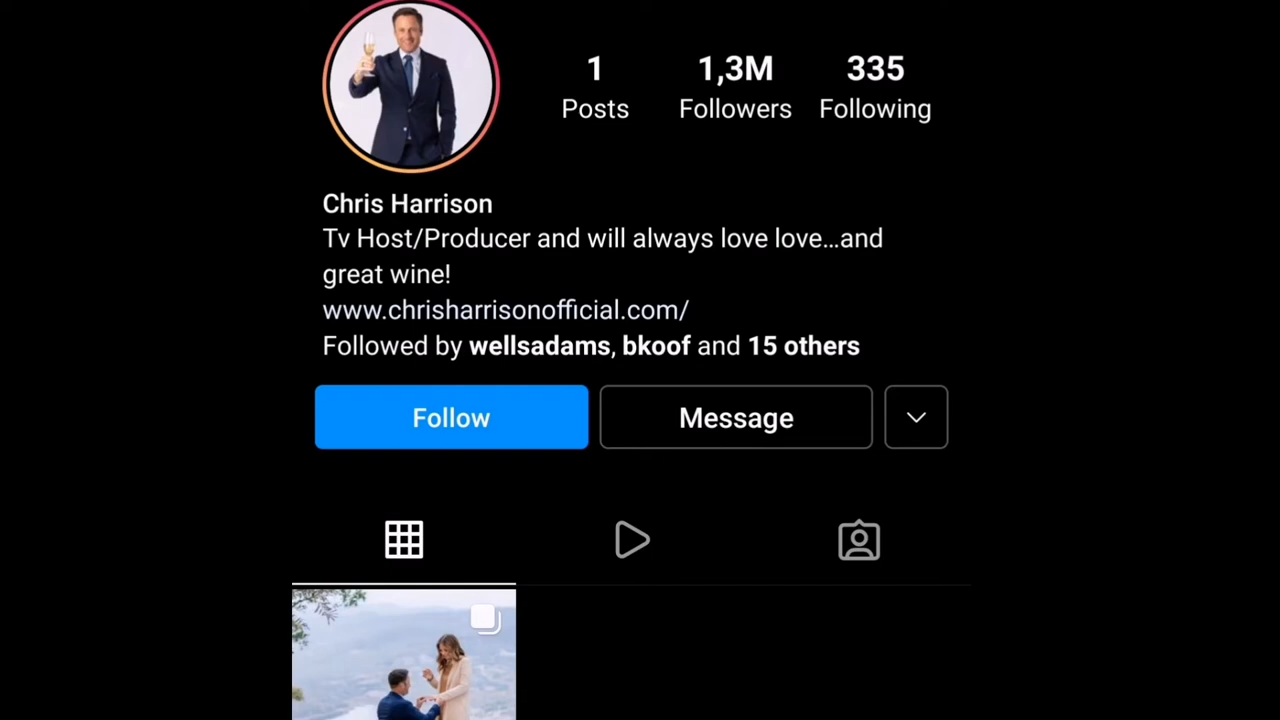 1 1,3M 335
Posts Followers Following
Chris Harrison
Tv Host/Producer and will always love love...and
great wine!
www.chrisharrisonofficial.com/
Followed by wellsadams, bkoof and 15 others
Follow Message